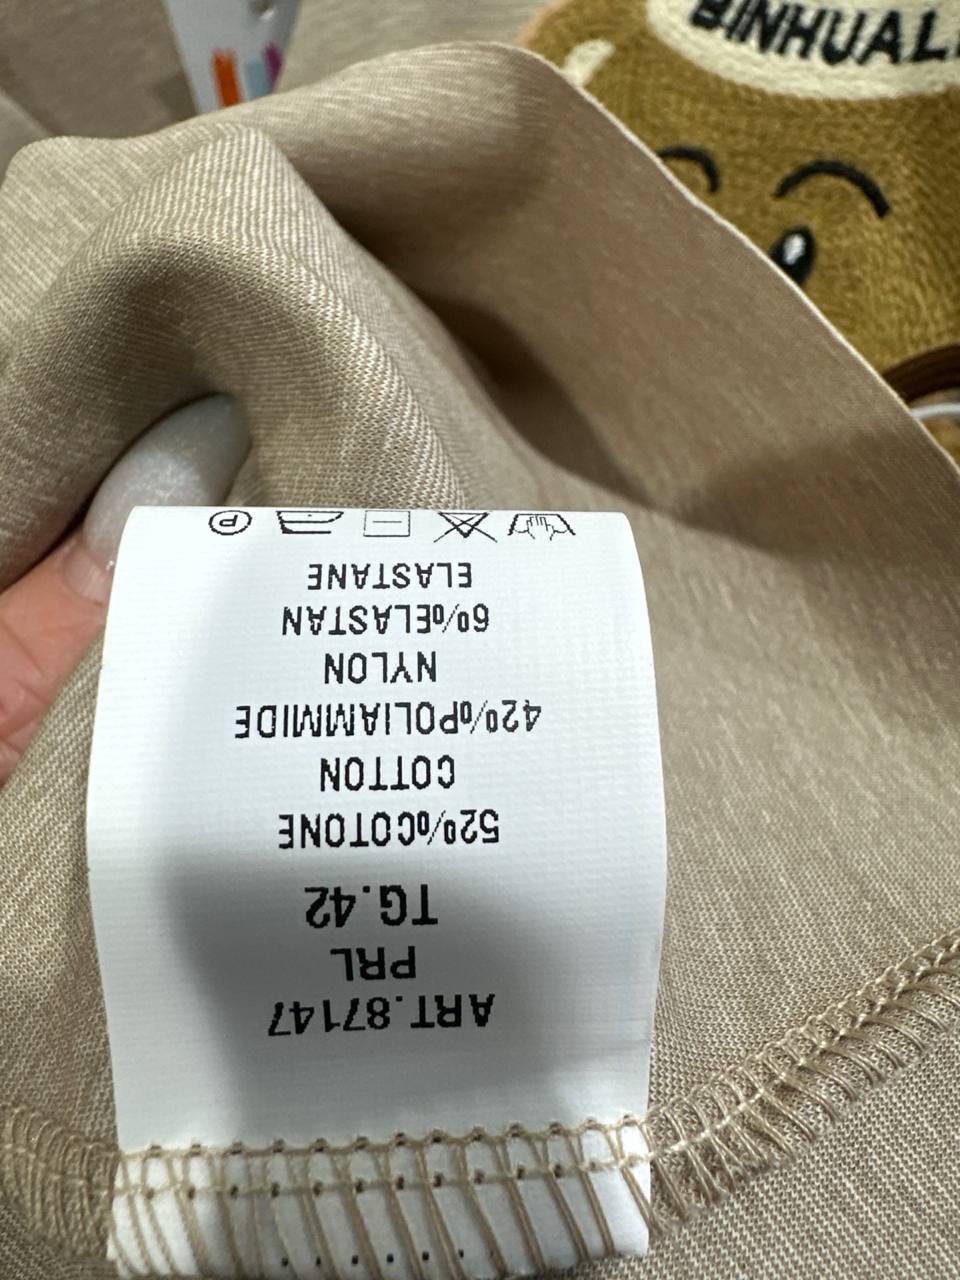 BINHUAL
ART.87147
PRL
TG.42
52%COTONE
COTTON
42%POLIAMMIDE
NYLON
6%ELASTAN
ELASTANE
P